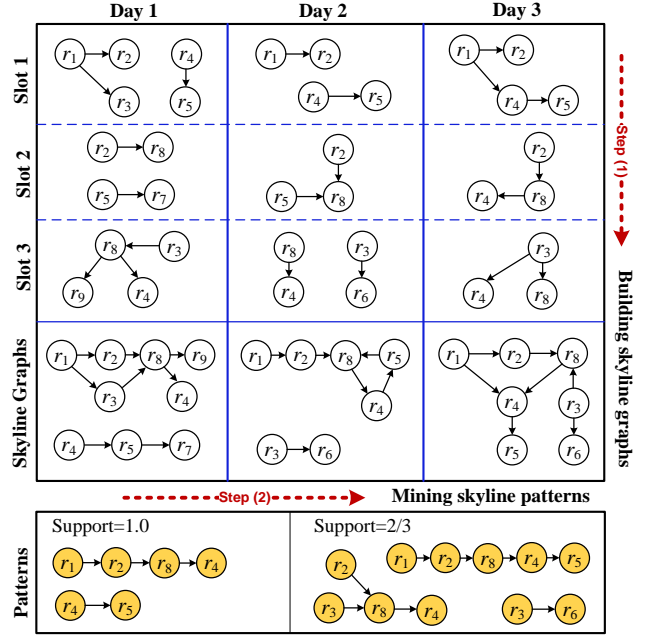 Day 1 Day 2 Day 3
Slot 1
r₁ r₂ r₄
r₃ r₅
r₁ r₂
r₄ r₅
r₁ r₂
r₄ r₅
Slot 2
r₂ r₈
r₅ r₇
r₂
r₅ r₈
r₂
r₄ r₈
Slot 3
r₈ r₃
r₉ r₄
r₈ r₃
r₄ r₆
r₃
r₄ r₈
Skyline Graphs
r₁ r₂ r₈ r₉
r₃ r₄
r₄ r₅ r₇
r₁ r₂ r₈ r₅
r₄
r₃ r₆
r₁ r₂ r₈
r₄ r₃
r₅ r₆
Step (1)
Building skyline graphs
Step (2)
Mining skyline patterns
Patterns
Support=1.0
r₁ r₂ r₈ r₄
r₄ r₅
Support=2/3
r₂ r₁ r₂ r₈ r₄ r₅
r₃ r₈ r₄ r₃ r₆